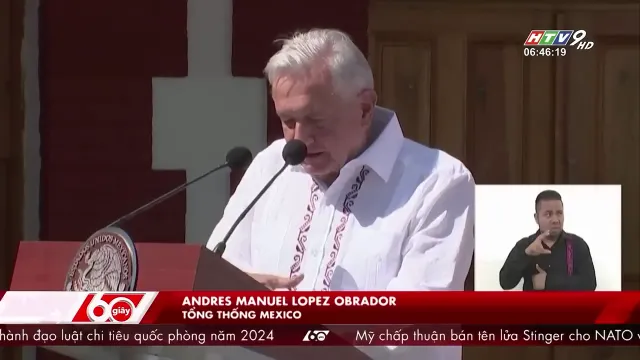 HTV9 HD
06:46:19
60 giây
ANDRES MANUEL LOPEZ OBRADOR
TỔNG THỐNG MEXICO
hành đạo luật chi tiêu quốc phòng năm 2024 60 Mỹ chấp thuận bán tên lửa Stinger cho NATO v